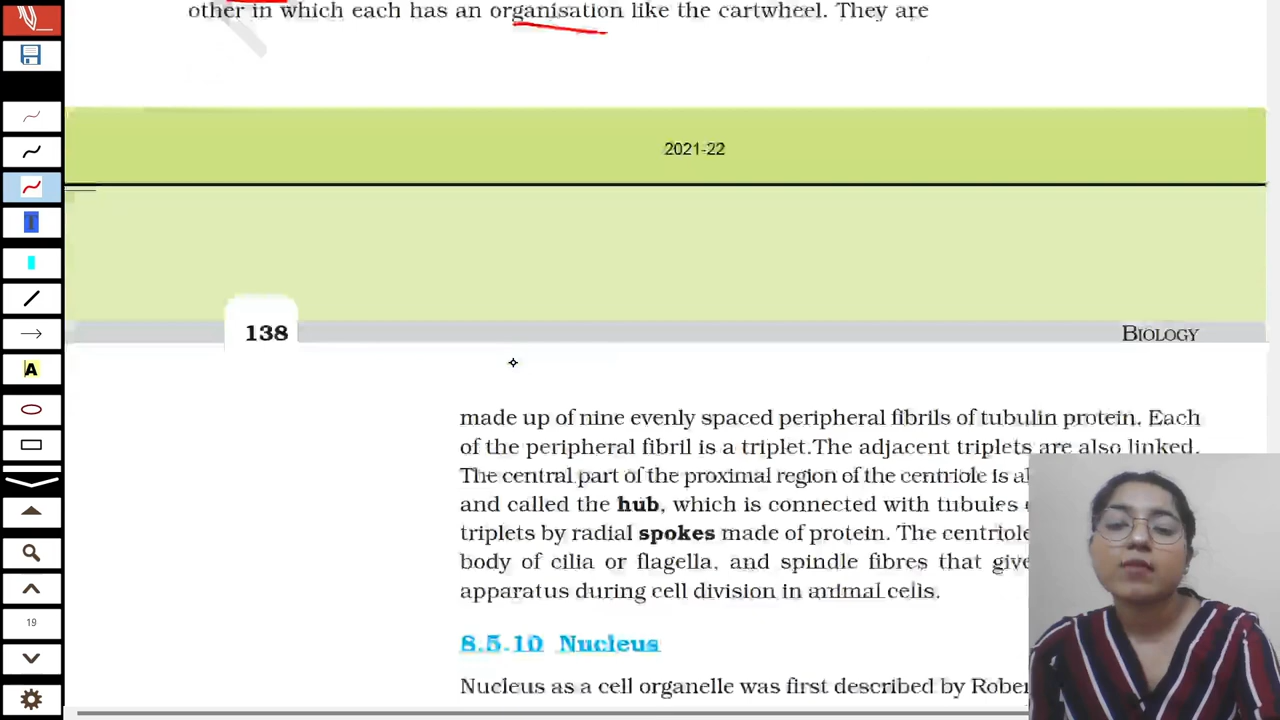 other in which each has an organisation like the cartwheel. They are
2021-22
138
BIOLOGY
made up of nine evenly spaced peripheral fibrils of tubulin protein. Each
of the peripheral fibril is a triplet.The adjacent triplets are also linked.
The central part of the proximal region of the centriole is
and called the hub, which is connected with tubules
triplets by radial spokes made of protein. The centriole
body of cilia or flagella, and spindle fibres that give
apparatus during cell division in animal cells.
8.5.10 Nucleus
Nucleus as a cell organelle was first described by
T
A
19